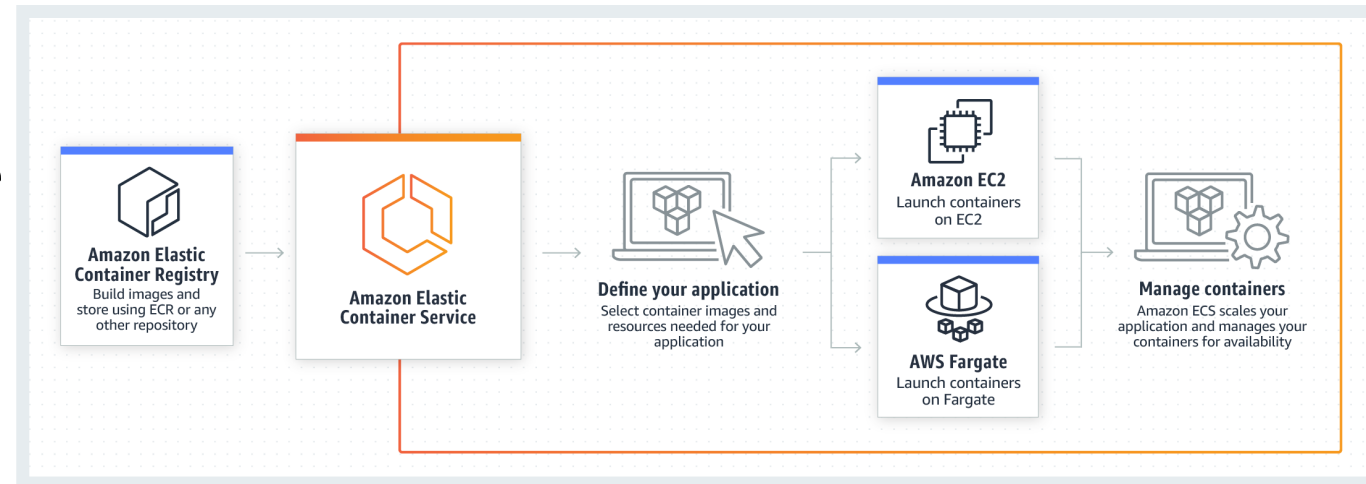 Amazon Elastic
Container Registry
Build images and
store using ECR or any
other repository
Amazon Elastic
Container Service
Define your application
Select container images and
resources needed for your
application
Amazon EC2
Launch containers
on EC2
AWS Fargate
Launch containers
on Fargate
Manage containers
Amazon ECS scales your
application and manages your
containers for availability